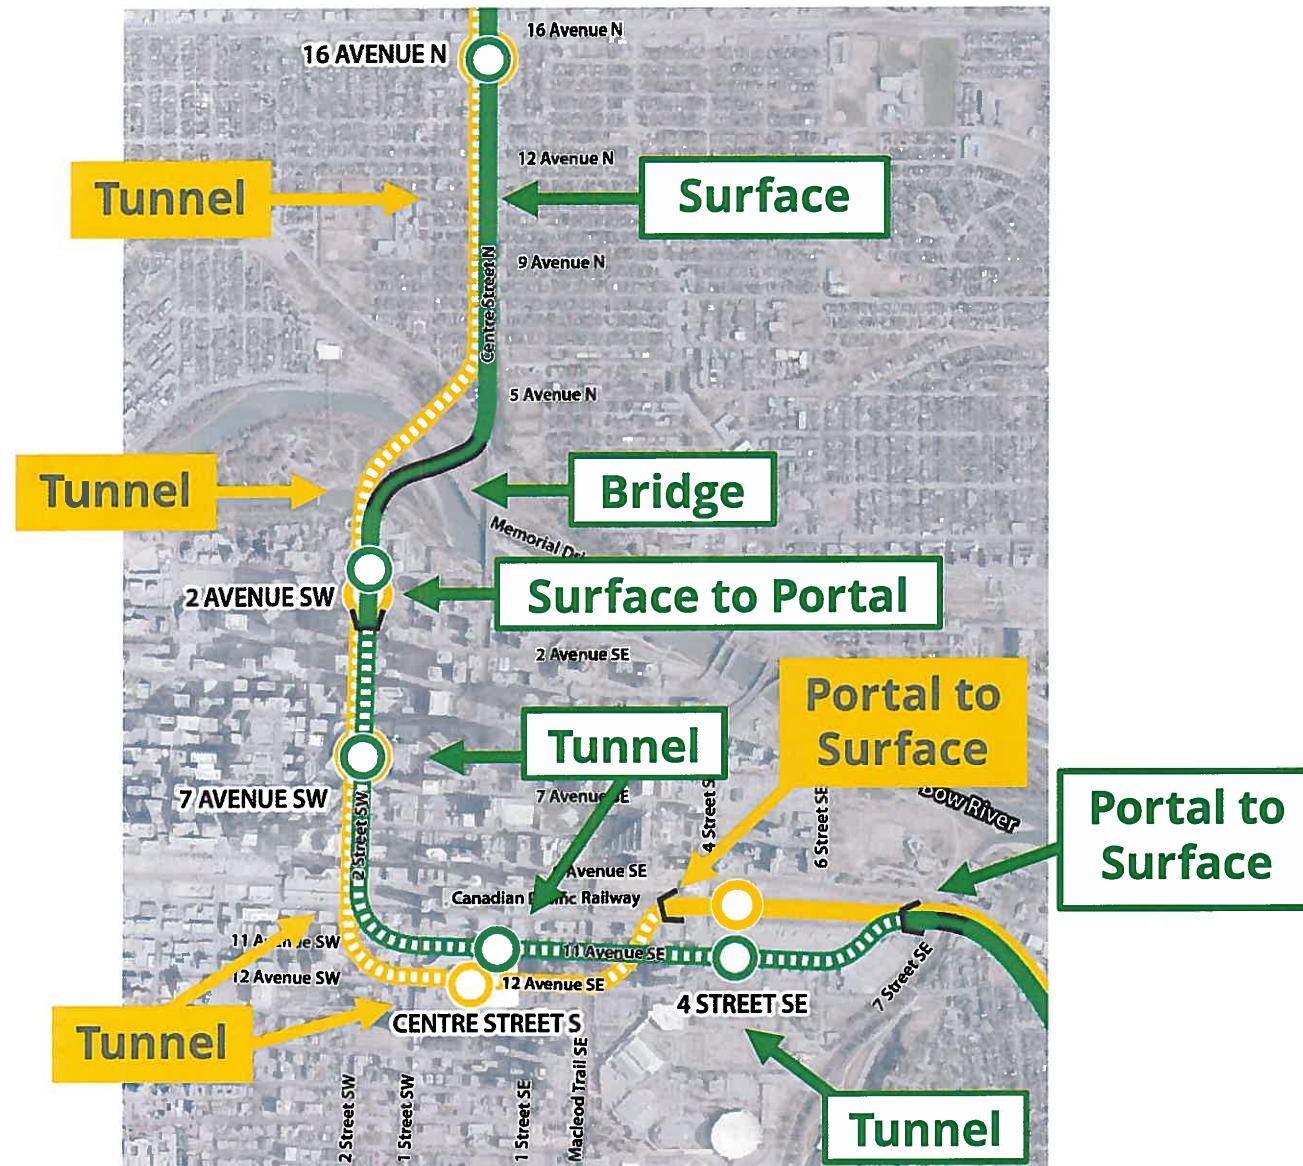 16 Avenue N
16 AVENUE N
12 Avenue N
Tunnel
Surface
9 Avenue N
Centre Street N
5 Avenue N
Tunnel
Bridge
Memorial
2 AVENUE SW
Surface to Portal
2 Avenue SE
Portal to
Surface
Tunnel
7 AVENUE SW
7 Avenue SE
4 Street
6 Street SE
Bow River
Portal to
Surface
2 Street SW
Avenue SE
Canadian Railway
11 SW
11 Avenue SE
12 Avenue SW
12 Avenue SE
7 Street SE
4 STREET SE
CENTRE STREET S
Tunnel
2 Street SW
1 Street SW
1 Street SE
Macleod Trail SE
Tunnel